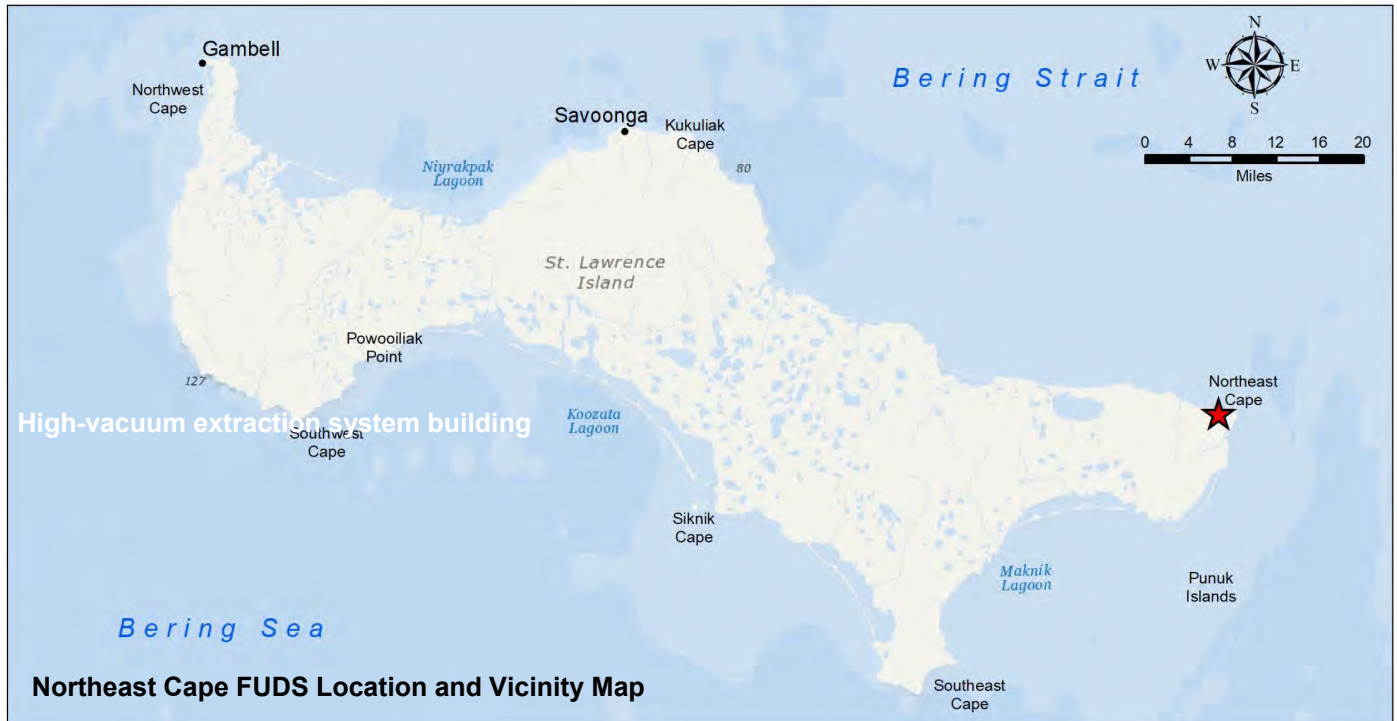 Gambell
Northwest
Cape
Savoonga
Kukuliak
Cape
Bering Strait
N
W
E
S
0 4 8 12 16 20
Miles
Niyrakpak
Lagoon
80
St. Lawrence
Island
Powooiliak
Point
127
High-vacuum extraction system building
Southwest
Cape
Koozata
Lagoon
Northeast
Cape
Siknik
Cape
Maknik
Lagoon
Punuk
Islands
Bering Sea
Northeast Cape FUDS Location and Vicinity Map
Southeast
Cape